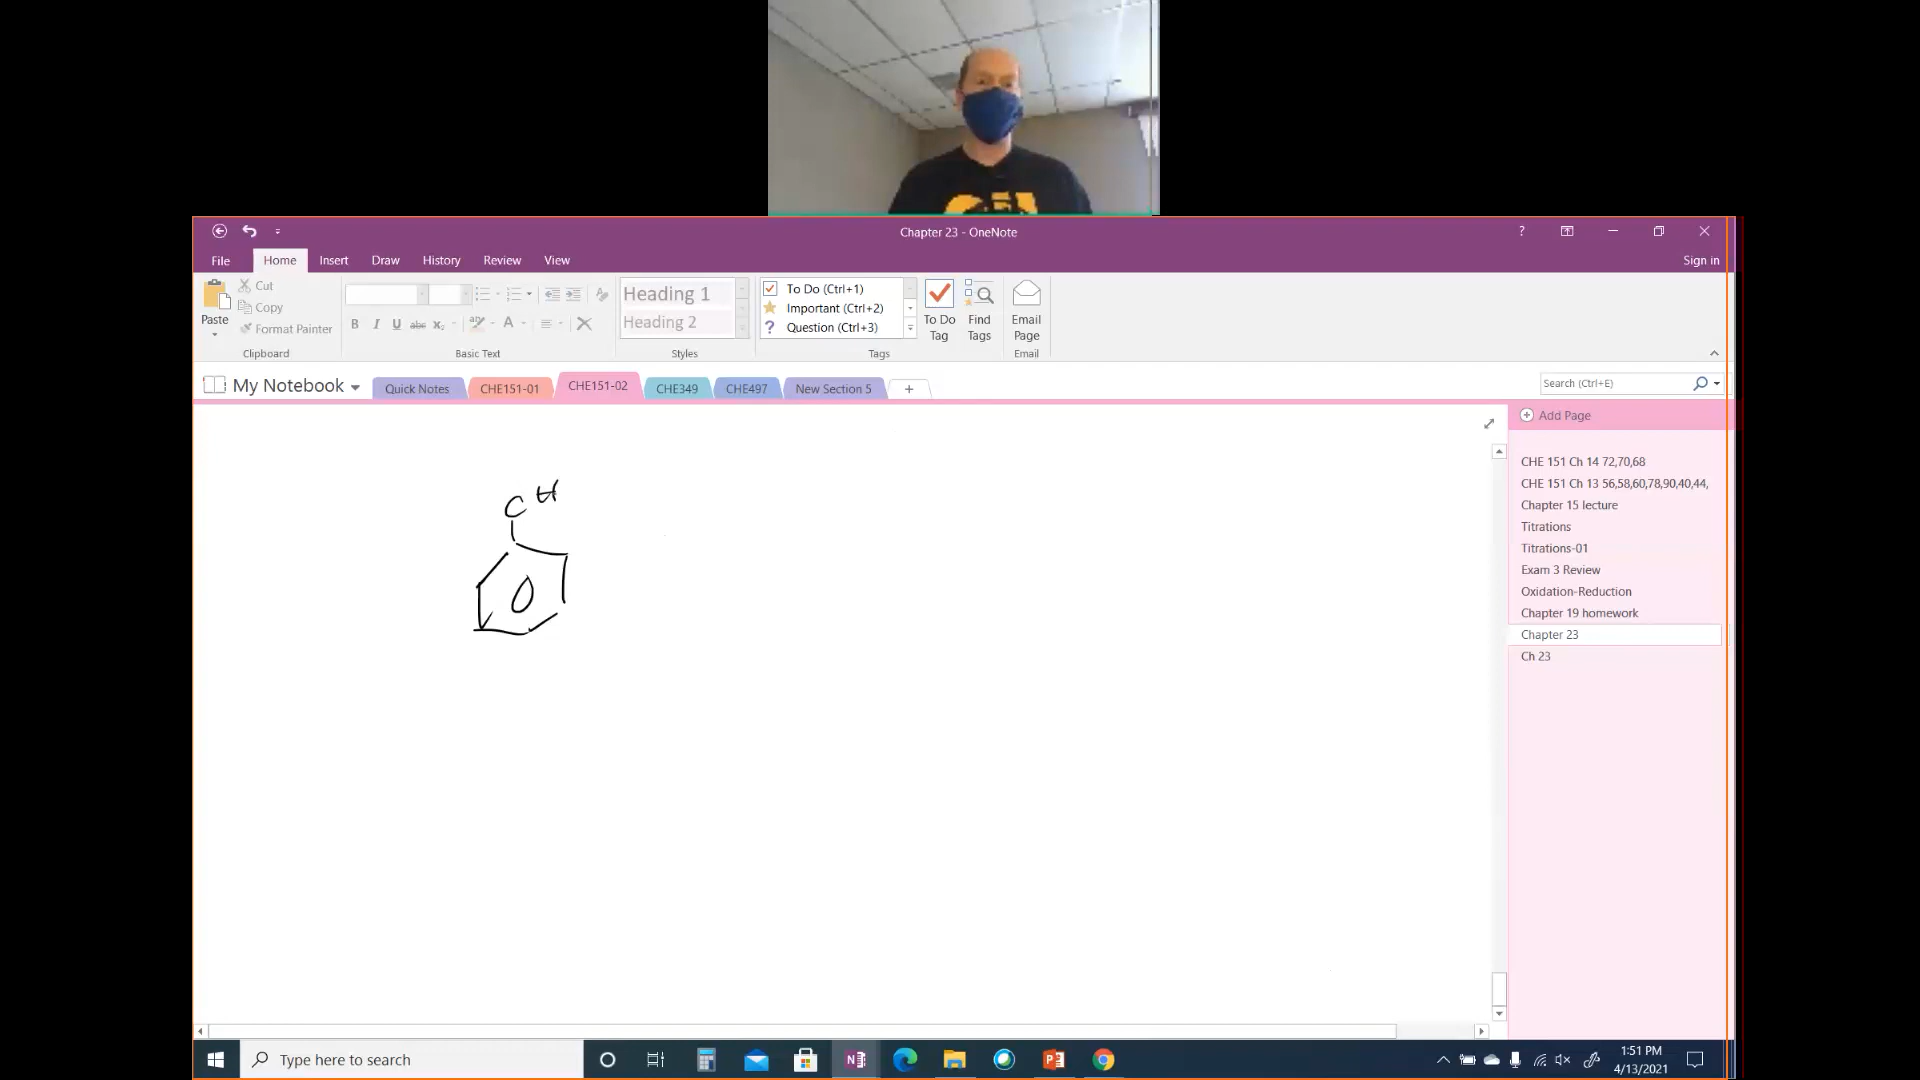 Chapter 23 - OneNote
?
File Home Insert Draw History Review View
Sign in
Paste
Cut
Copy
Format Painter
Clipboard
B I U abc X₂ A
Basic Text
Heading 1
Heading 2
Styles
To Do (Ctrl+1)
Important (Ctrl+2)
? Question (Ctrl+3)
Tags
To Do
Tag
Find
Tags
Email
Page
Email
My Notebook
Quick Notes CHE151-01 CHE151-02 CHE349 CHE497 New Section 5 +
Search (Ctrl+E)
Add Page
CHE 151 Ch 14 72,70,68
CHE 151 Ch 13 56,58,60,78,90,40,44,
Chapter 15 lecture
Titrations
Titrations-01
Exam 3 Review
Oxidation-Reduction
Chapter 19 homework
Chapter 23
Ch 23
CH
Type here to search
1:51 PM
4/13/2021